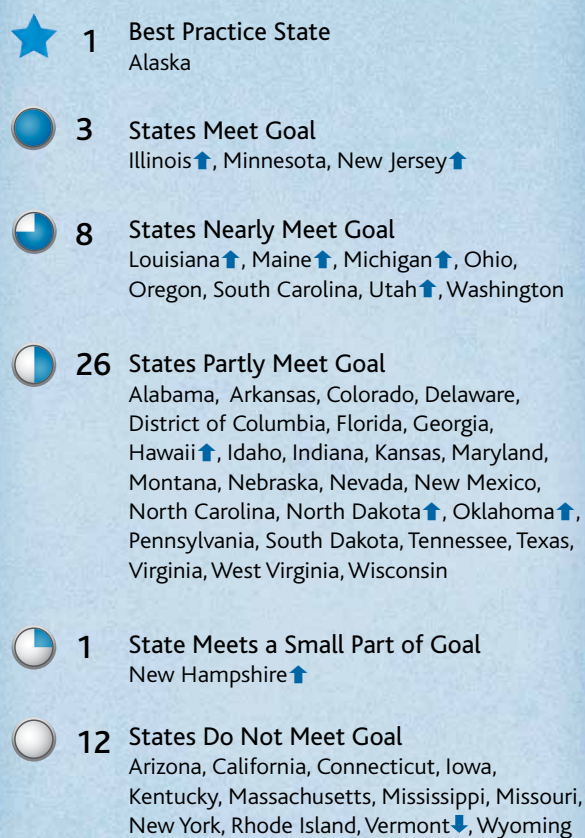 1 Best Practice State
Alaska
3 States Meet Goal
Illinois⬆, Minnesota, New Jersey⬆
8 States Nearly Meet Goal
Louisiana⬆, Maine⬆, Michigan⬆, Ohio,
Oregon, South Carolina, Utah⬆, Washington
26 States Partly Meet Goal
Alabama, Arkansas, Colorado, Delaware,
District of Columbia, Florida, Georgia,
Hawaii⬆, Idaho, Indiana, Kansas, Maryland,
Montana, Nebraska, Nevada, New Mexico,
North Carolina, North Dakota⬆, Oklahoma⬆,
Pennsylvania, South Dakota, Tennessee, Texas,
Virginia, West Virginia, Wisconsin
1 State Meets a Small Part of Goal
New Hampshire⬆
12 States Do Not Meet Goal
Arizona, California, Connecticut, Iowa,
Kentucky, Massachusetts, Mississippi, Missouri,
New York, Rhode Island, Vermont⬇, Wyoming